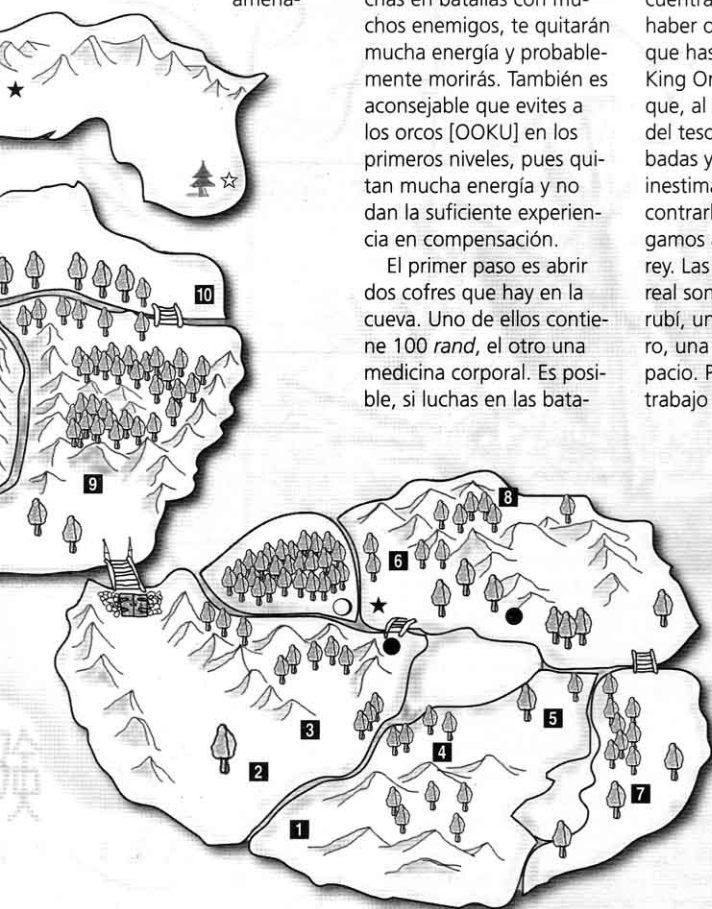 amena-
chas en batallas con mu-
chos enemigos, te quitarán
mucha energía y probable-
mente morirás. También es
aconsejable que evites a
los orcos [OOKU] en los
primeros niveles, pues qui-
tan mucha energía y no
dan la suficiente experien-
cia en compensación.
El primer paso es abrir
dos cofres que hay en la
cueva. Uno de ellos contie-
ne 100 rand, el otro una
medicina corporal. Es posi-
ble, si luchas en las bata-
cuentra
haber
que has
King Or
que, al
del
badas y
inestima
gamos
rey. Las
real son
rubí, un
ro, una
pacio. P
trabajo
10
9
8
6
5
3
4
2
7
1